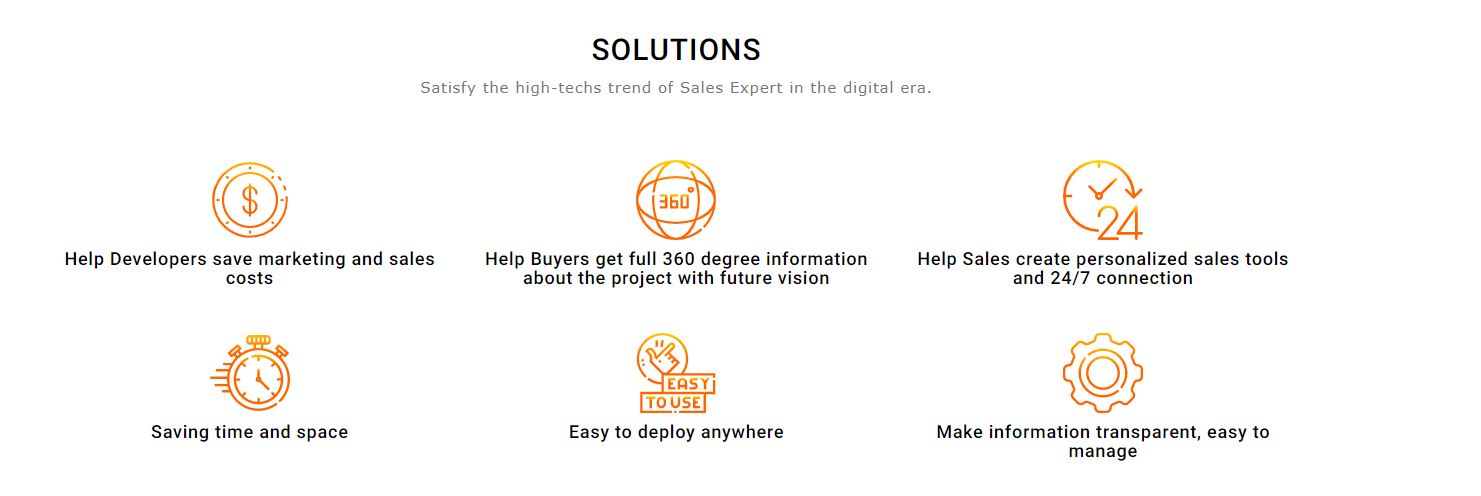 SOLUTIONS
Satisfy the high-techs trend of Sales Expert in the digital era.
$
360°
24
Help Developers save marketing and sales
costs
Help Buyers get full 360 degree information
about the project with future vision
Help Sales create personalized sales tools
and 24/7 connection
EASY
TO USE
Saving time and space
Easy to deploy anywhere
Make information transparent, easy to
manage